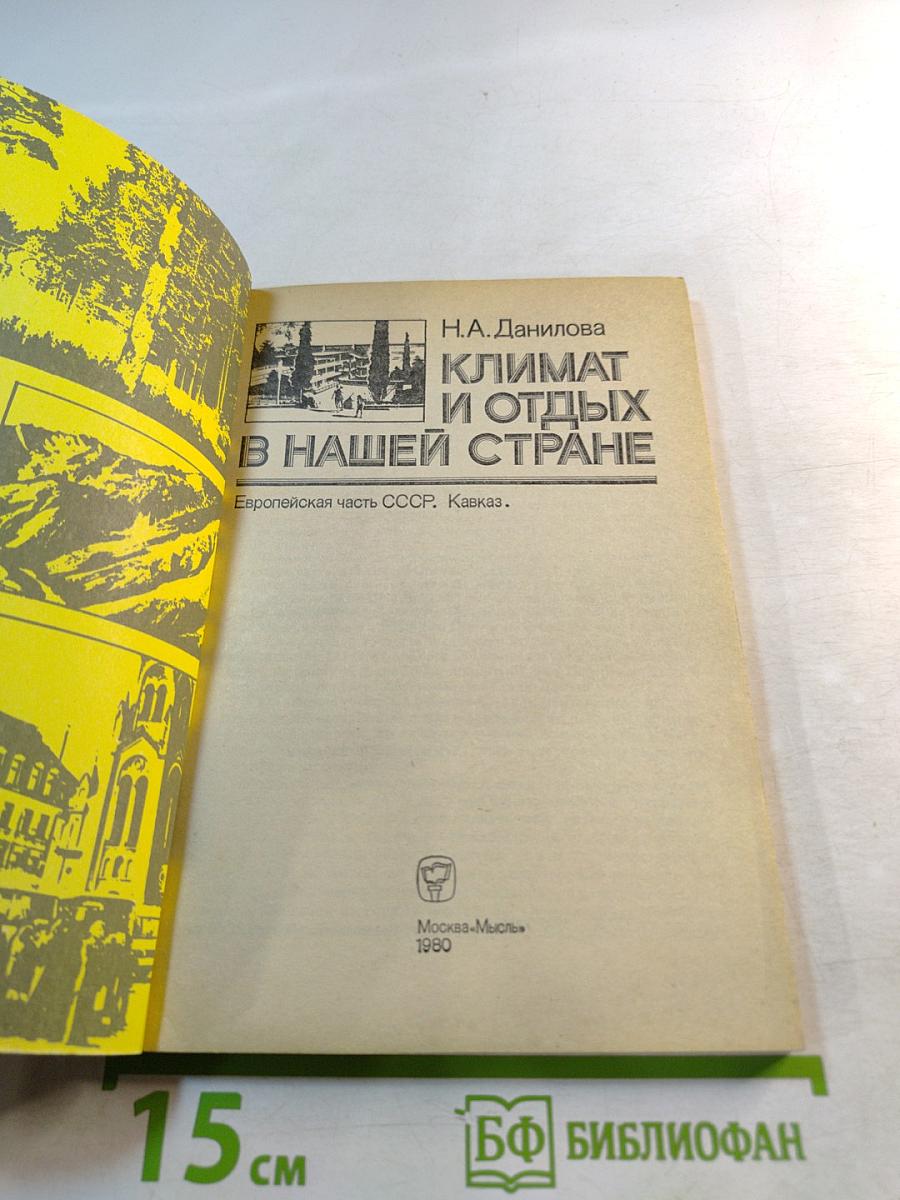 Н.А. Данилова
КЛИМАТ
И ОТДЫХ
В НАШЕЙ СТРАНЕ
Европейская часть СССР. Кавказ.
Москва «Мысль»
1980
15 см
БФ БИБЛИОФАН